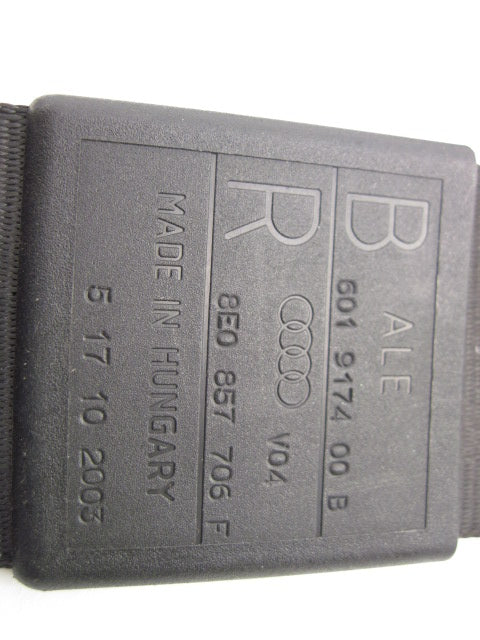 B ALE
601 9174 00 B
R V04
8E0 857 706 F
MADE IN HUNGARY
5 17 10 2003